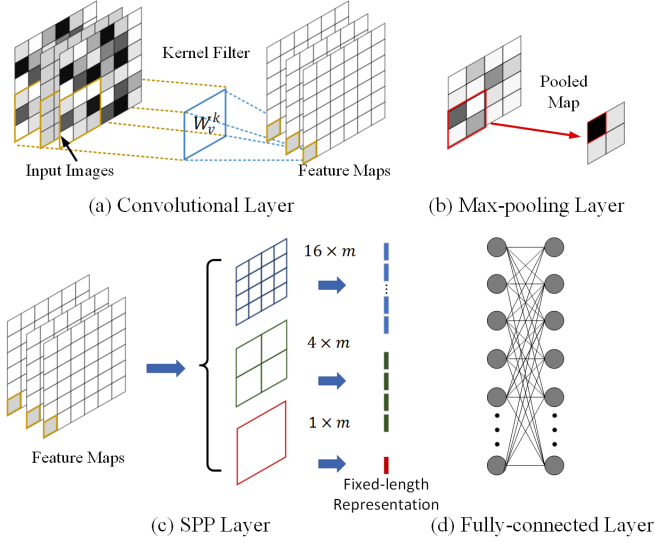 Kernel Filter
W_v^k
Input Images
Feature Maps
(a) Convolutional Layer
Pooled
Map
(b) Max-pooling Layer
16 × m
4 × m
1 × m
Feature Maps
Fixed-length
Representation
(c) SPP Layer
(d) Fully-connected Layer